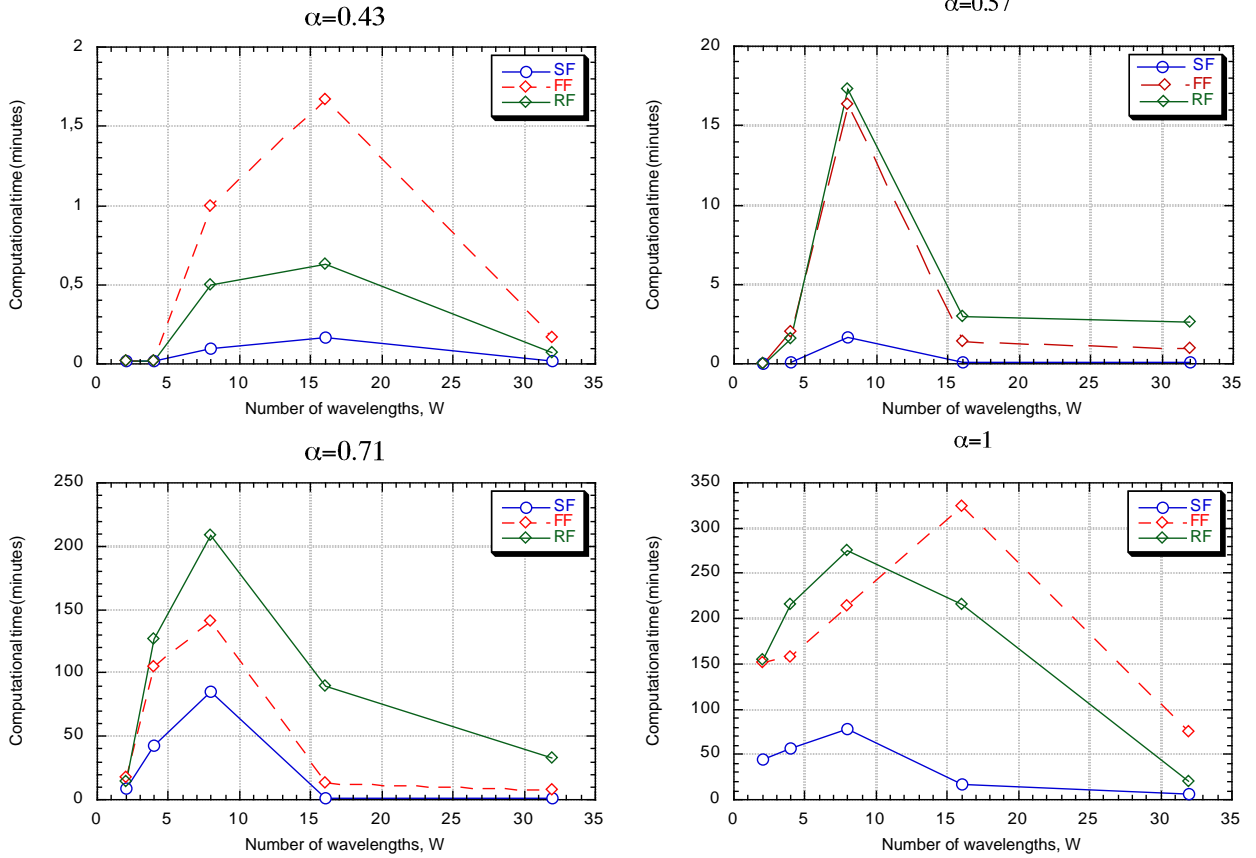 α=0.43
Computational time (minutes)
2
1,5
1
0,5
0
SF
FF
RF
0 5 10 15 20 25 30 35
Number of wavelengths, W
α=0.57
Computational time (minutes)
20
15
10
5
0
SF
FF
RF
0 5 10 15 20 25 30 35
Number of wavelengths, W
α=0.71
Computational time (minutes)
250
200
150
100
50
0
SF
FF
RF
0 5 10 15 20 25 30 35
Number of wavelengths, W
α=1
Computational time (minutes)
350
300
250
200
150
100
50
0
SF
FF
RF
0 5 10 15 20 25 30 35
Number of wavelengths, W